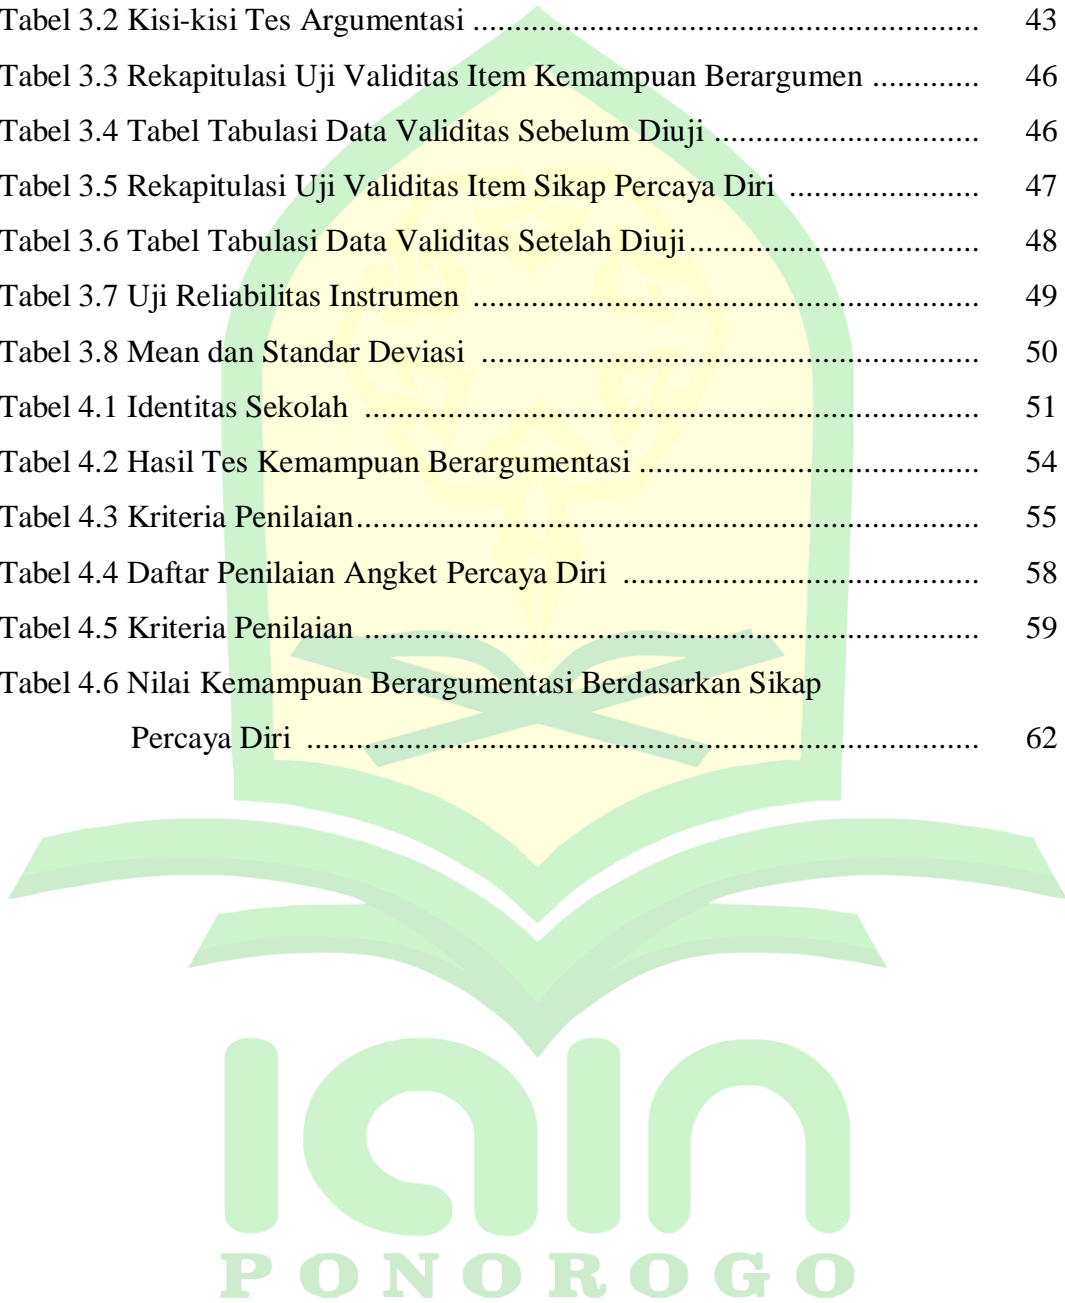 Tabel 3.2 Kisi-kisi Tes Argumentasi ............................................................. 43
Tabel 3.3 Rekapitulasi Uji Validitas Item Kemampuan Berargumen ............. 46
Tabel 3.4 Tabel Tabulasi Data Validitas Sebelum Diuji ................................ 46
Tabel 3.5 Rekapitulasi Uji Validitas Item Sikap Percaya Diri ....................... 47
Tabel 3.6 Tabel Tabulasi Data Validitas Setelah Diuji................................... 48
Tabel 3.7 Uji Reliabilitas Instrumen ............................................................. 49
Tabel 3.8 Mean dan Standar Deviasi ............................................................ 50
Tabel 4.1 Identitas Sekolah .......................................................................... 51
Tabel 4.2 Hasil Tes Kemampuan Berargumentasi ......................................... 54
Tabel 4.3 Kriteria Penilaian........................................................................... 55
Tabel 4.4 Daftar Penilaian Angket Percaya Diri ........................................... 58
Tabel 4.5 Kriteria Penilaian .......................................................................... 59
Tabel 4.6 Nilai Kemampuan Berargumentasi Berdasarkan Sikap
Percaya Diri ................................................................................. 62
IAIN
PONOROGO